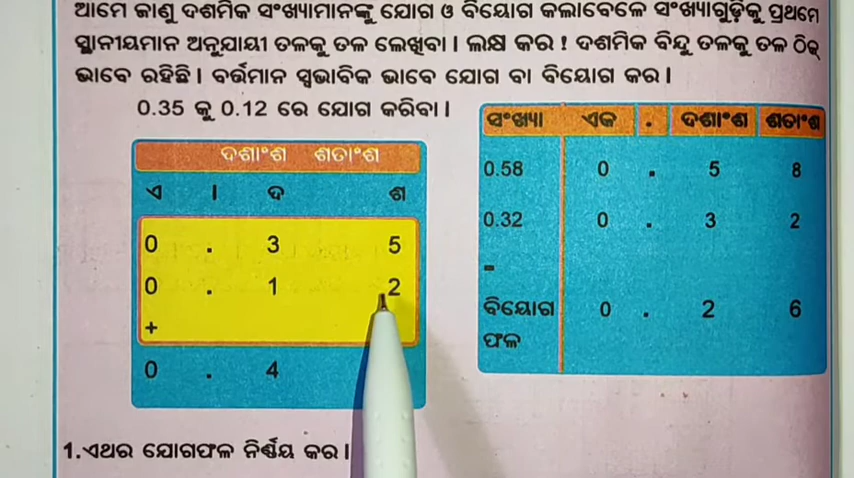 ଆମେ କାଣୁ ଦଶମିକ ସଂଖ୍ୟାମାନଙ୍କୁ ଯୋଗ ଓ ବିୟୋଗ କଲାବେଳେ ସଂଖ୍ୟାଗୁଡ଼ିକୁ ପ୍ରଥମେ
ସ୍ଥାନୀୟମାନ ଅନୁଯାୟୀ ତଳକୁ ତଳ ଲେଖିବା । ଲକ୍ଷ କର ! ଦଶମିକ ବିନ୍ଦୁ ତଳକୁ ତଳ ଠିକ୍
ଭାବେ ରହିଛି । ବର୍ତ୍ତମାନ ସ୍ୱଭାବିକ ଭାବେ ଯୋଗ ବା ବିୟୋଗ କର ।
0.35 କୁ 0.12 ରେ ଯୋଗ କରିବା ।
ଦଶାଂଶ ଶତାଂଶ
ଏ । ଦ ଶ
0 . 3 5
0 . 1 2
+
0 . 4
ସଂଖ୍ୟା ଏକ . ଦଶାଂଶ ଶତାଂଶ
0.58 0 . 5 8
0.32 0 . 3 2
-
ବିୟୋଗ 0 . 2 6
ଫଳ
1.ଏଥର ଯୋଗଫଳ ନିର୍ଣ୍ଣୟ କର ।